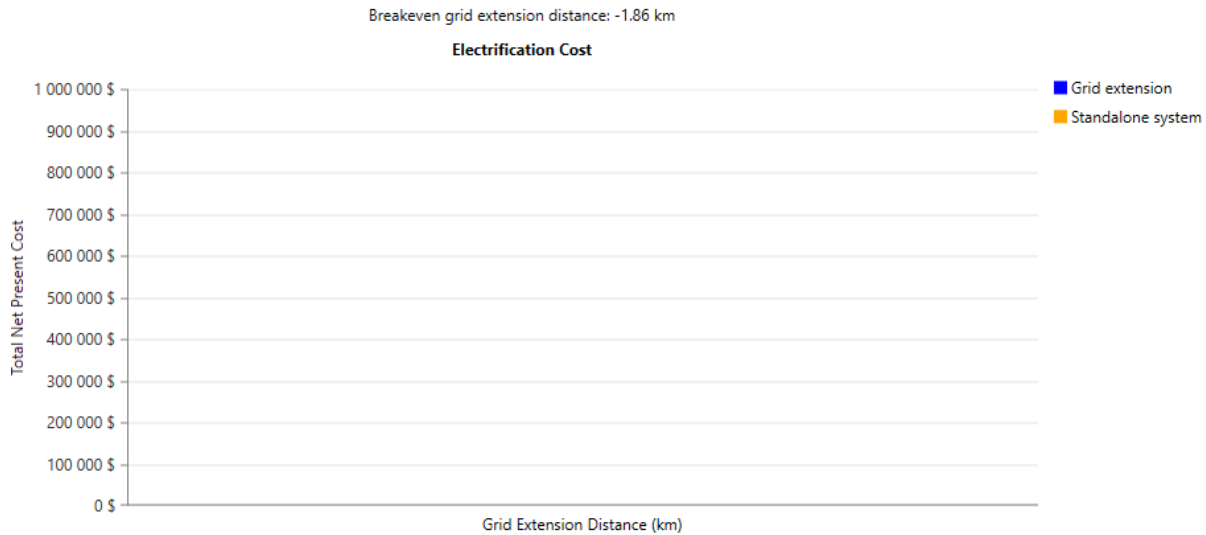 Breakeven grid extension distance: -1.86 km
Electrification Cost
1 000 000 $
900 000 $
800 000 $
700 000 $
600 000 $
500 000 $
400 000 $
300 000 $
200 000 $
100 000 $
0 $
Total Net Present Cost
Grid Extension Distance (km)
Grid extension
Standalone system